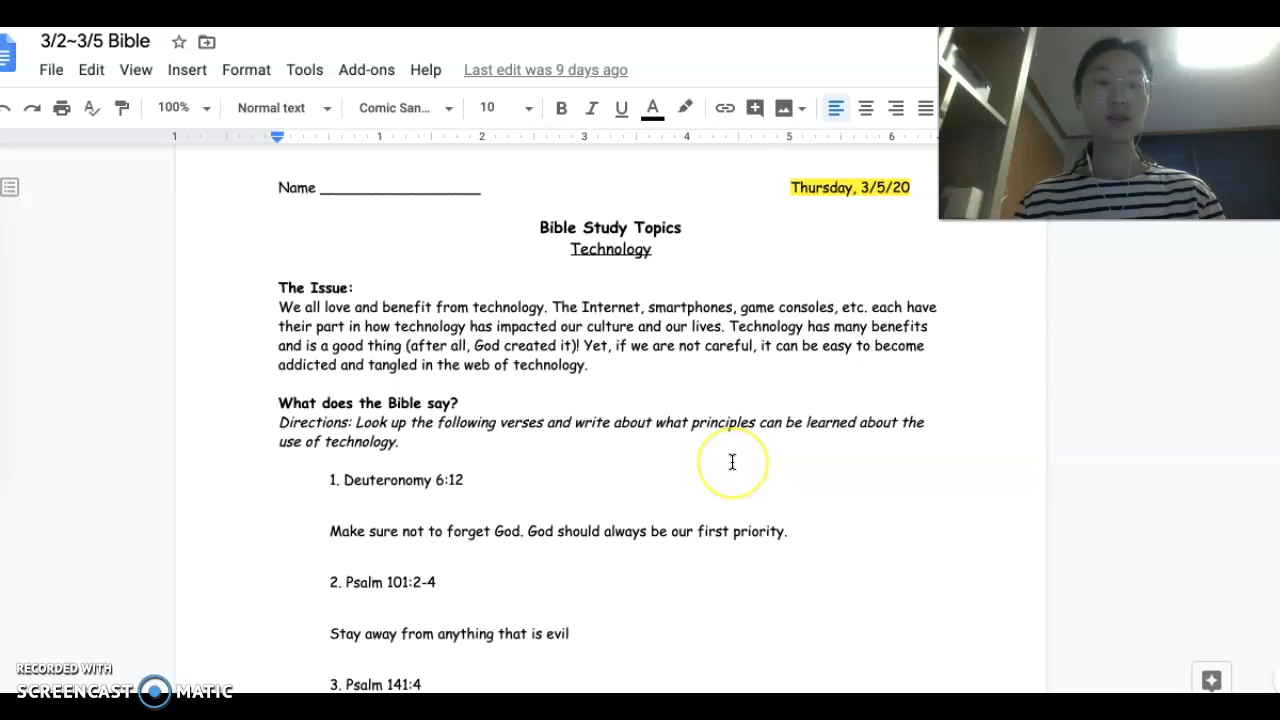 3/2~3/5 Bible
File Edit View Insert Format Tools Add-ons Help Last edit was 9 days ago
100% Normal text Comic San... 10 B I U A
1 1 2 3 4 5 6
Name ____________________ Thursday, 3/5/20
Bible Study Topics
Technology
The Issue:
We all love and benefit from technology. The Internet, smartphones, game consoles, etc. each have
their part in how technology has impacted our culture and our lives. Technology has many benefits
and is a good thing (after all, God created it)! Yet, if we are not careful, it can be easy to become
addicted and tangled in the web of technology.
What does the Bible say?
Directions: Look up the following verses and write about what principles can be learned about the
use of technology.
1. Deuteronomy 6:12
Make sure not to forget God. God should always be our first priority.
2. Psalm 101:2-4
Stay away from anything that is evil
3. Psalm 141:4
RECORDED WITH
SCREENCAST MATIC